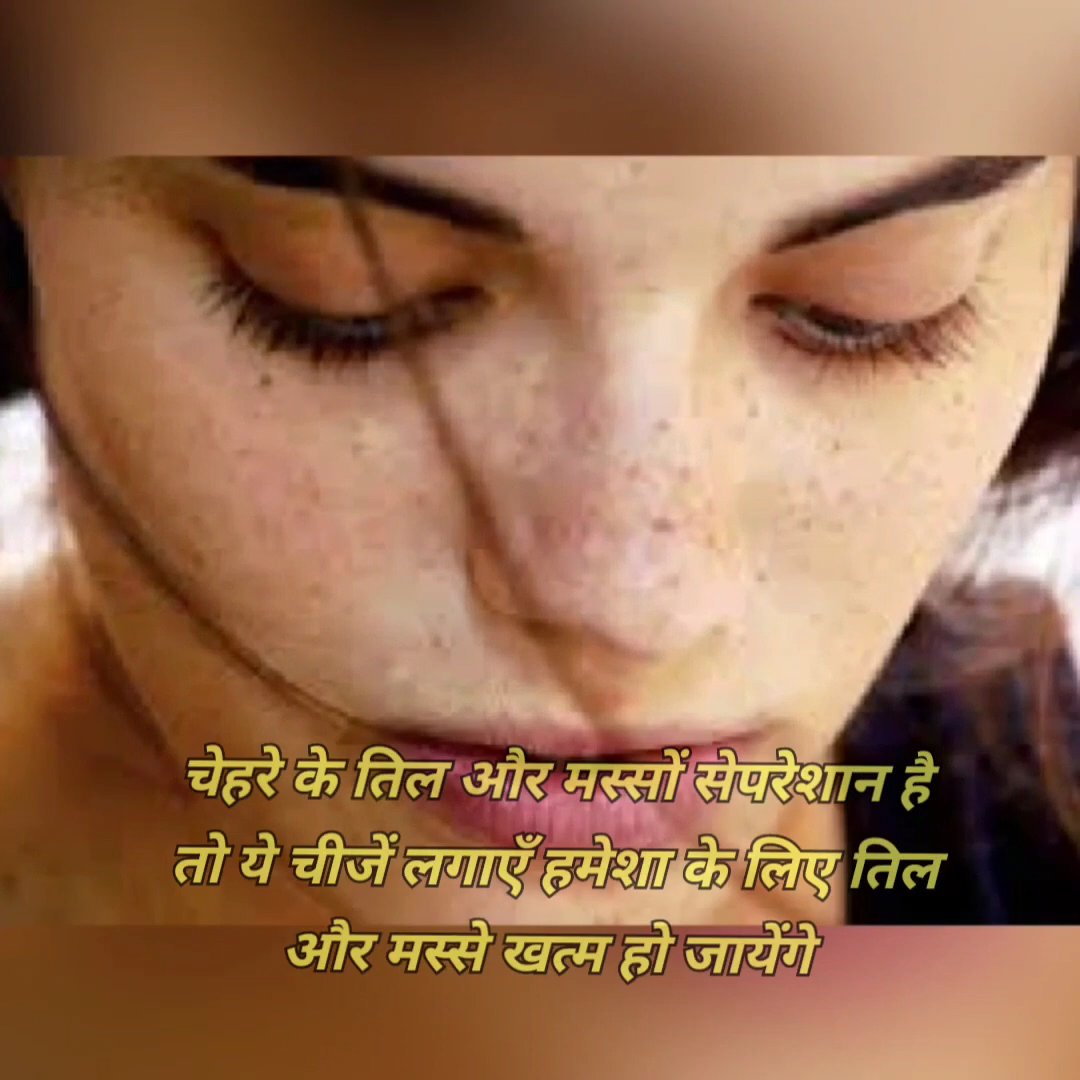 चेहरे के तिल और मस्सों सेपरेशान है
तो ये चीजें लगाएँ हमेशा के लिए तिल
और मस्से खत्म हो जायेंगे